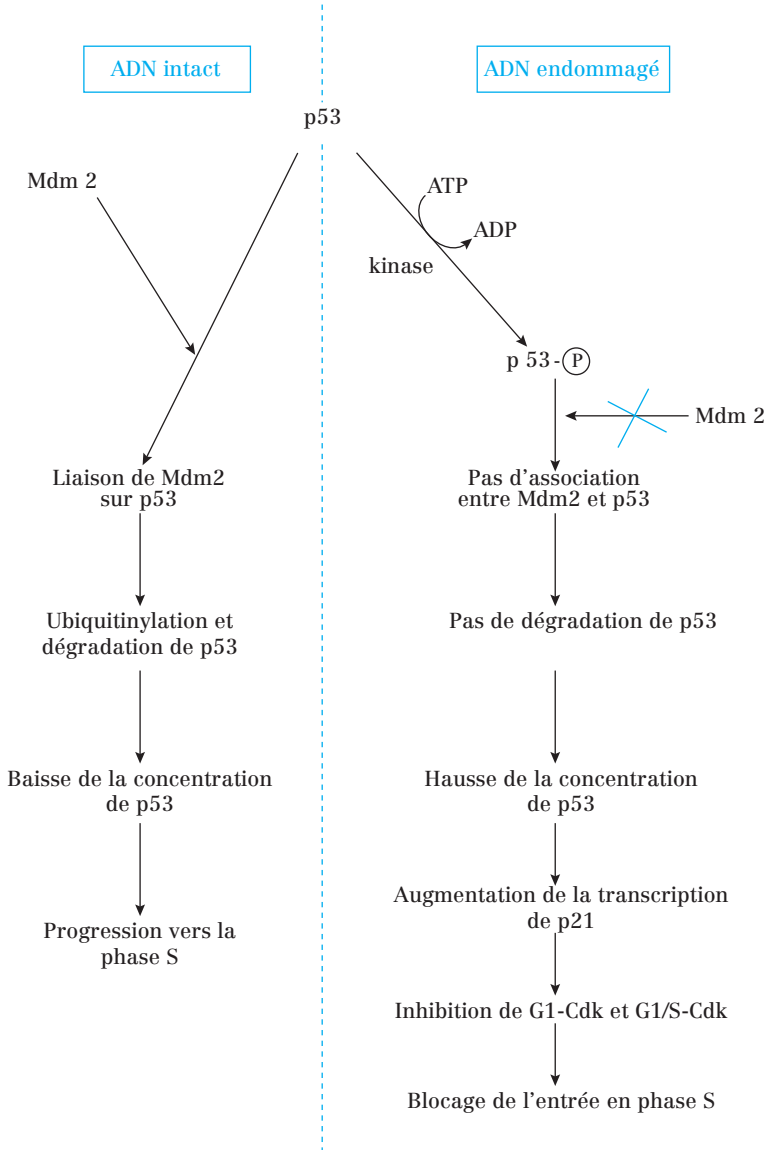 ADN intact
ADN endommagé
p53
Mdm 2
ATP
ADP
kinase
p 53 - P
Mdm 2
Liaison de Mdm2
sur p53
Pas d'association
entre Mdm2 et p53
Ubiquitinylation et
dégradation de p53
Pas de dégradation de p53
Baisse de la concentration
de p53
Hausse de la concentration
de p53
Augmentation de la transcription
de p21
Progression vers la
phase S
Inhibition de G1-Cdk et G1/S-Cdk
Blocage de l'entrée en phase S